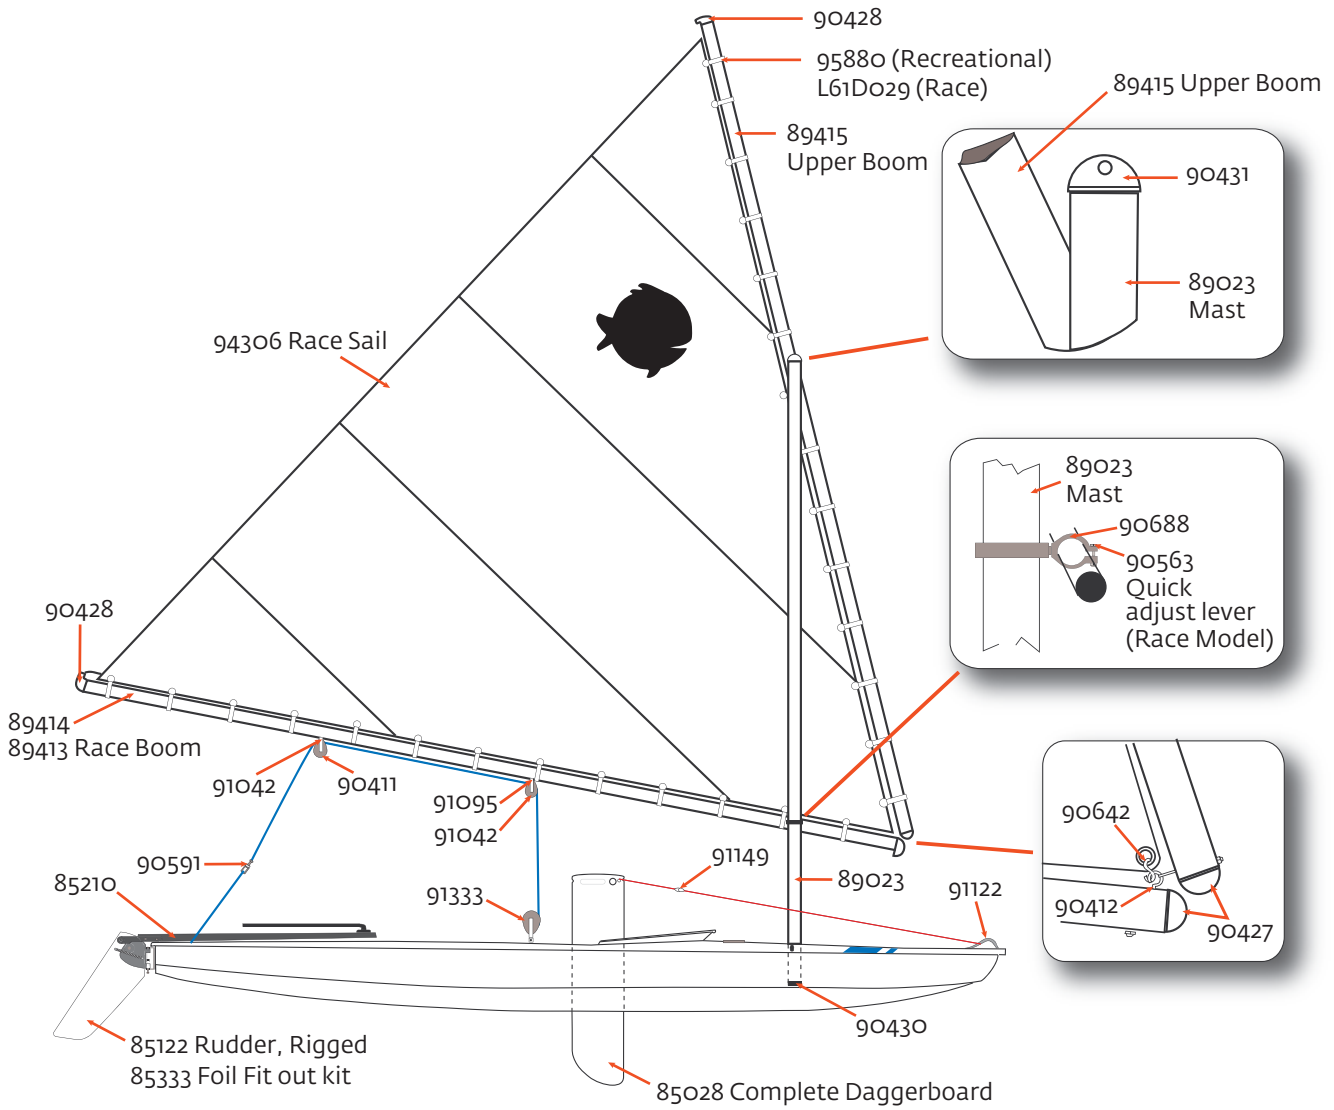 90428
95880 (Recreational)
L61D029 (Race)
89415 Upper Boom
89415
Upper Boom
90431
89023
Mast
94306 Race Sail
89023
Mast
90688
90563
Quick
adjust lever
(Race Model)
90428
89414
89413 Race Boom
91042
90411
91095
91042
90642
90412
90427
90591
85210
91333
91149
89023
91122
90430
85122 Rudder, Rigged
85333 Foil Fit out kit
85028 Complete Daggerboard